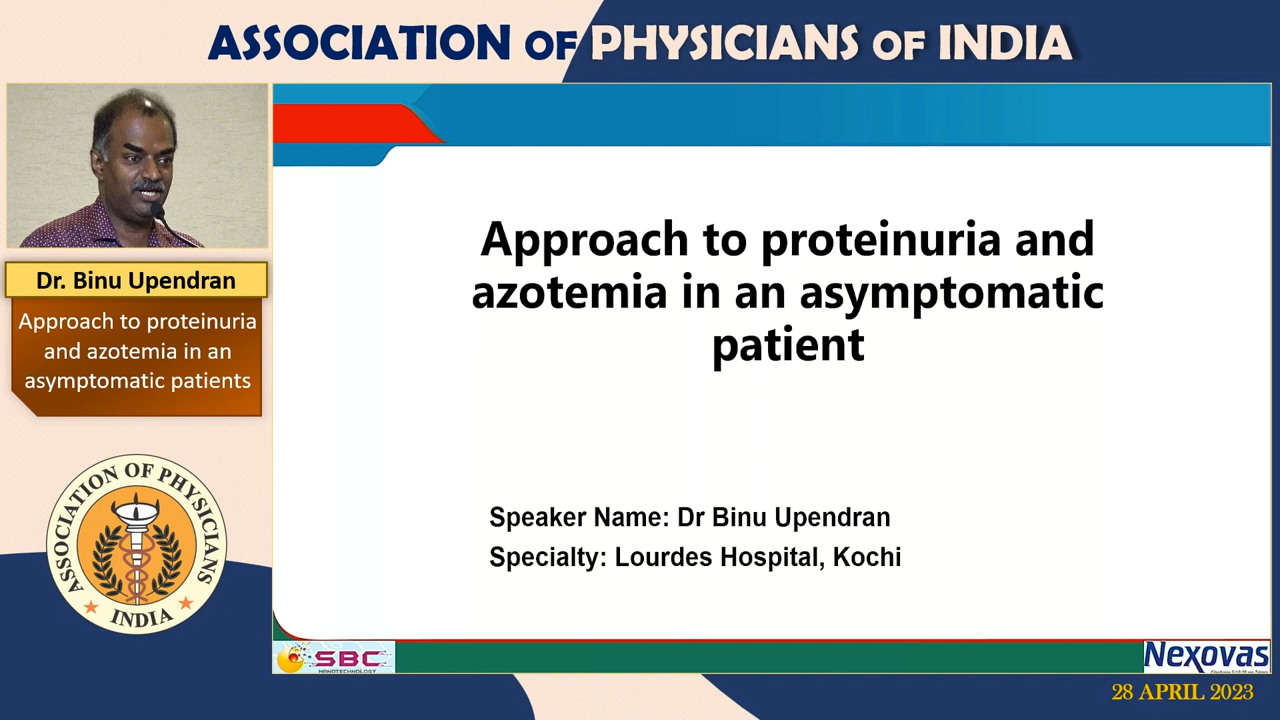 ASSOCIATION OF PHYSICIANS OF INDIA
Dr. Binu Upendran
Approach to proteinuria
and azotemia in an
asymptomatic patients
ASSOCIATION OF PHYSICIANS
INDIA
Approach to proteinuria and
azotemia in an asymptomatic
patient
Speaker Name: Dr Binu Upendran
Specialty: Lourdes Hospital, Kochi
SBC
NANOTECHNOLOGY
Nexovas
28 APRIL 2023